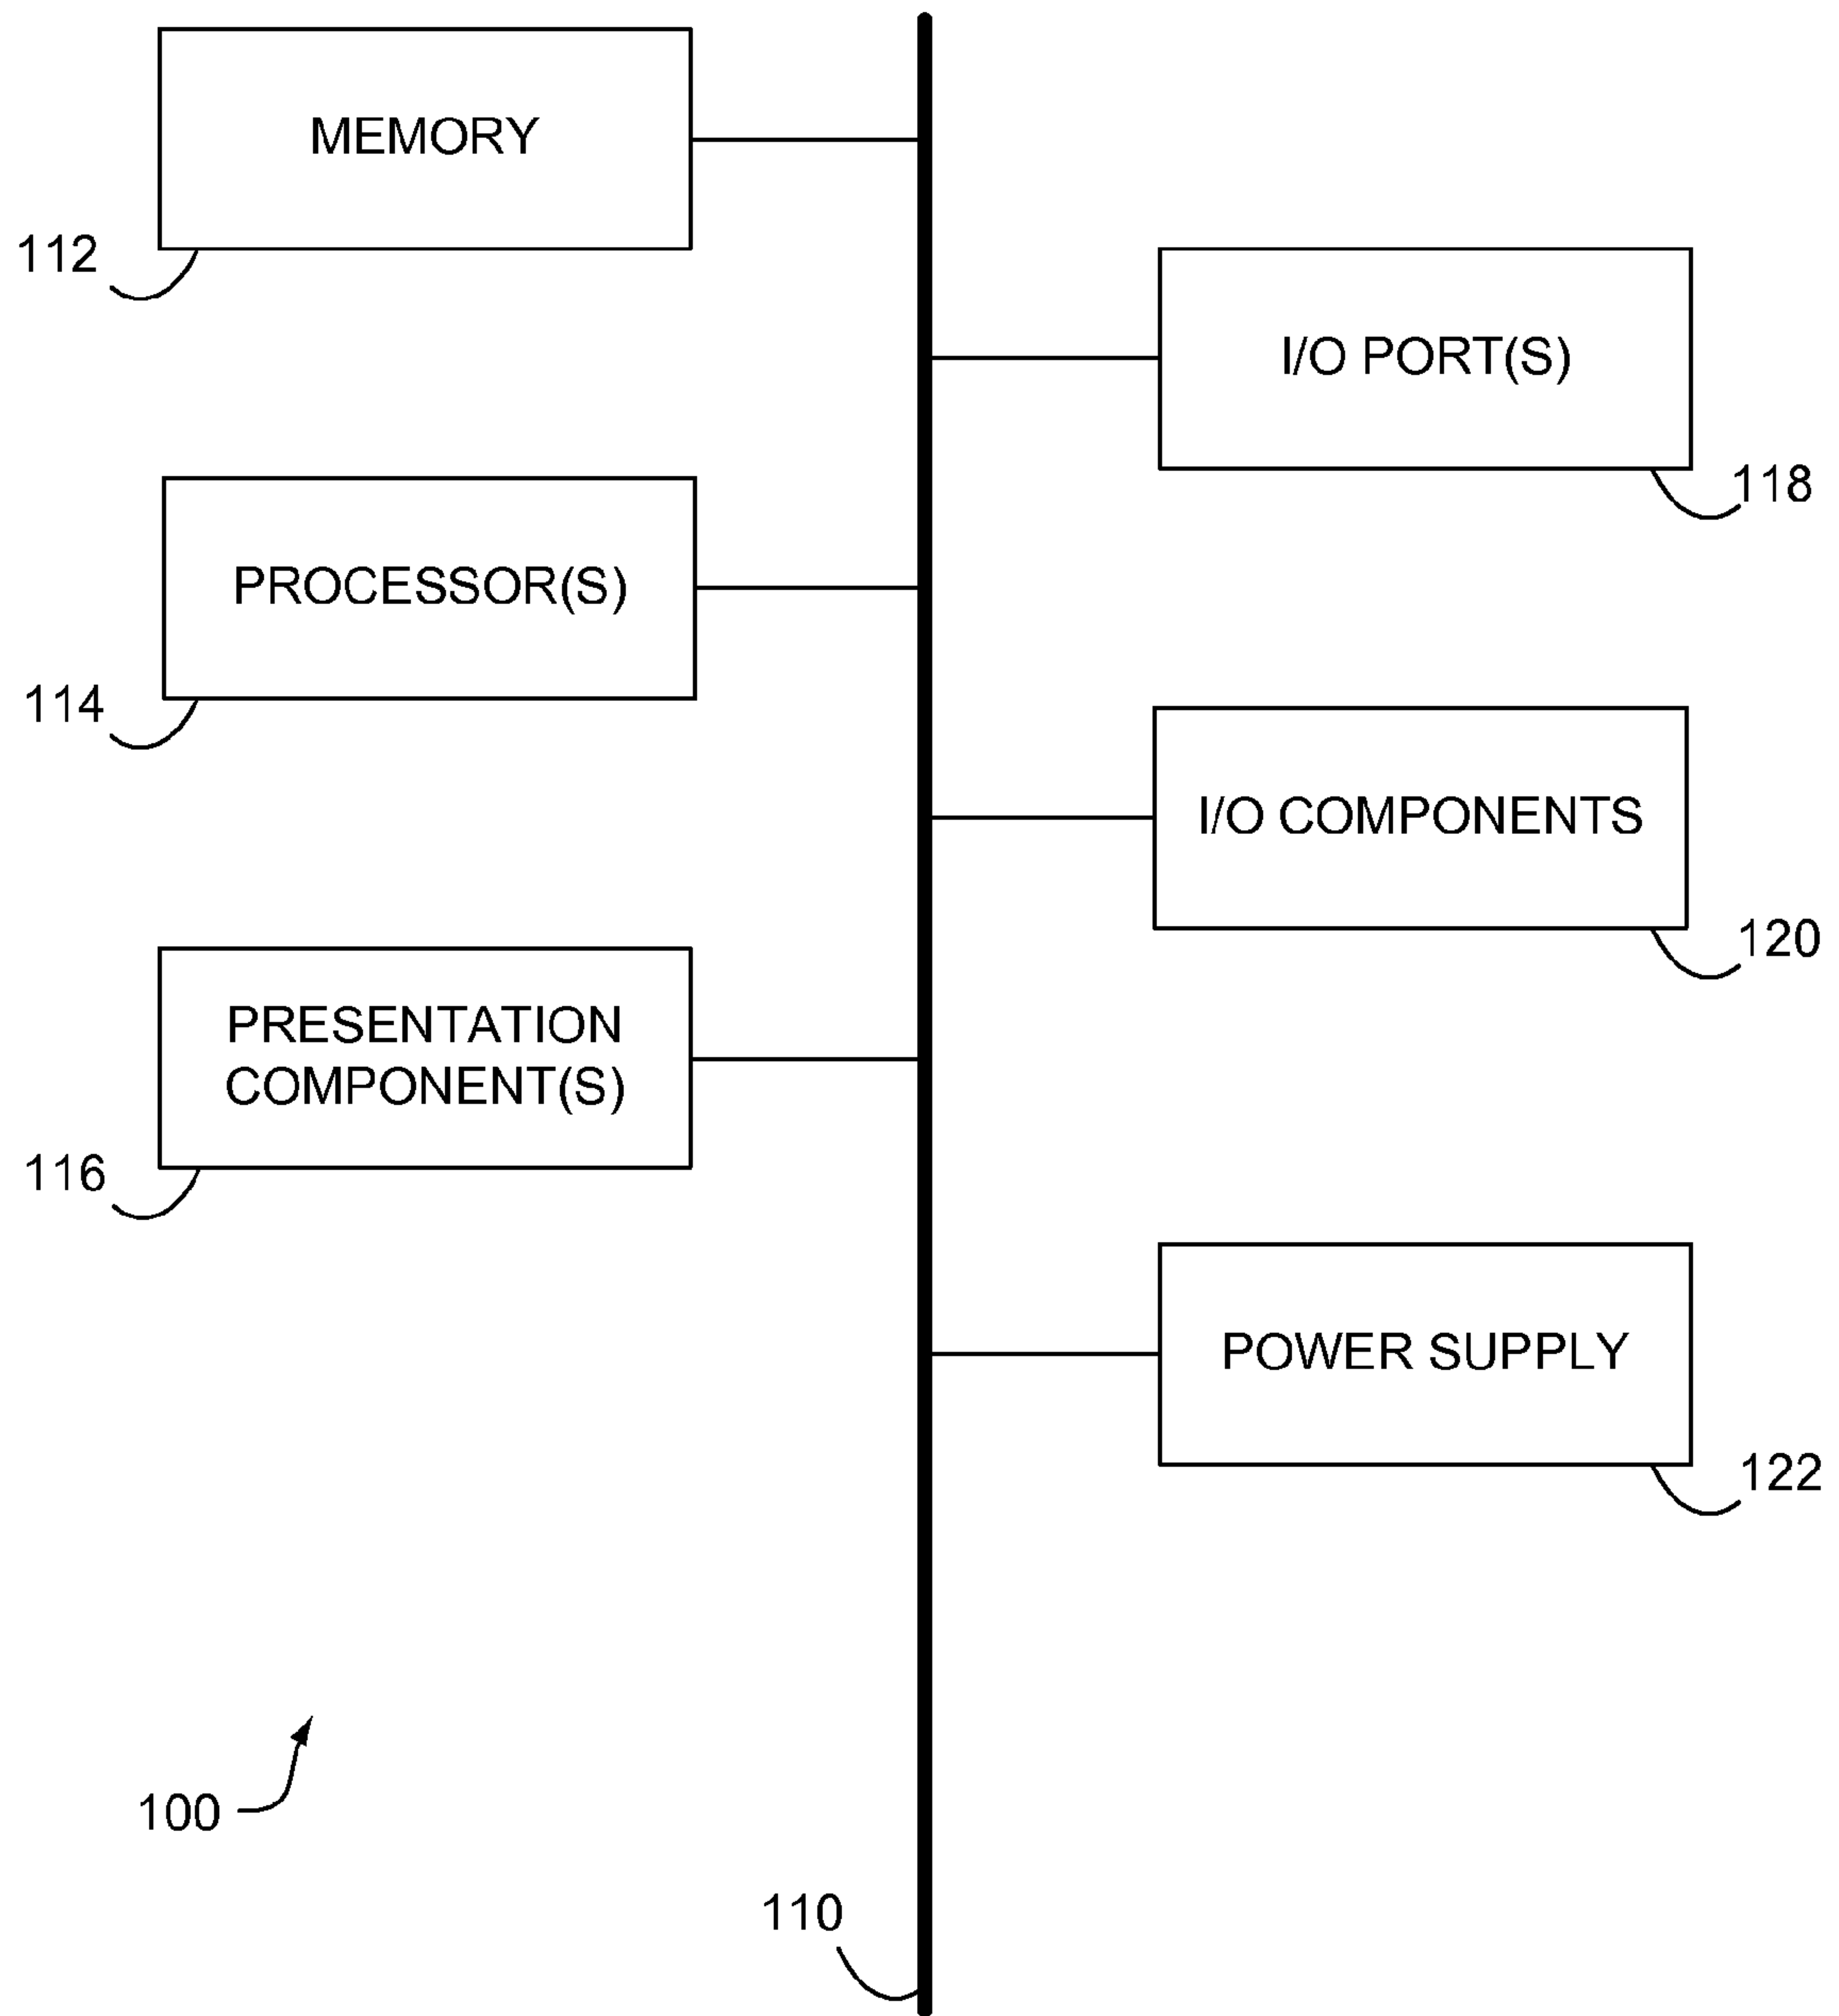 MEMORY
112
I/O PORT(S)
118
PROCESSOR(S)
114
I/O COMPONENTS
120
PRESENTATION
COMPONENT(S)
116
POWER SUPPLY
122
100
110